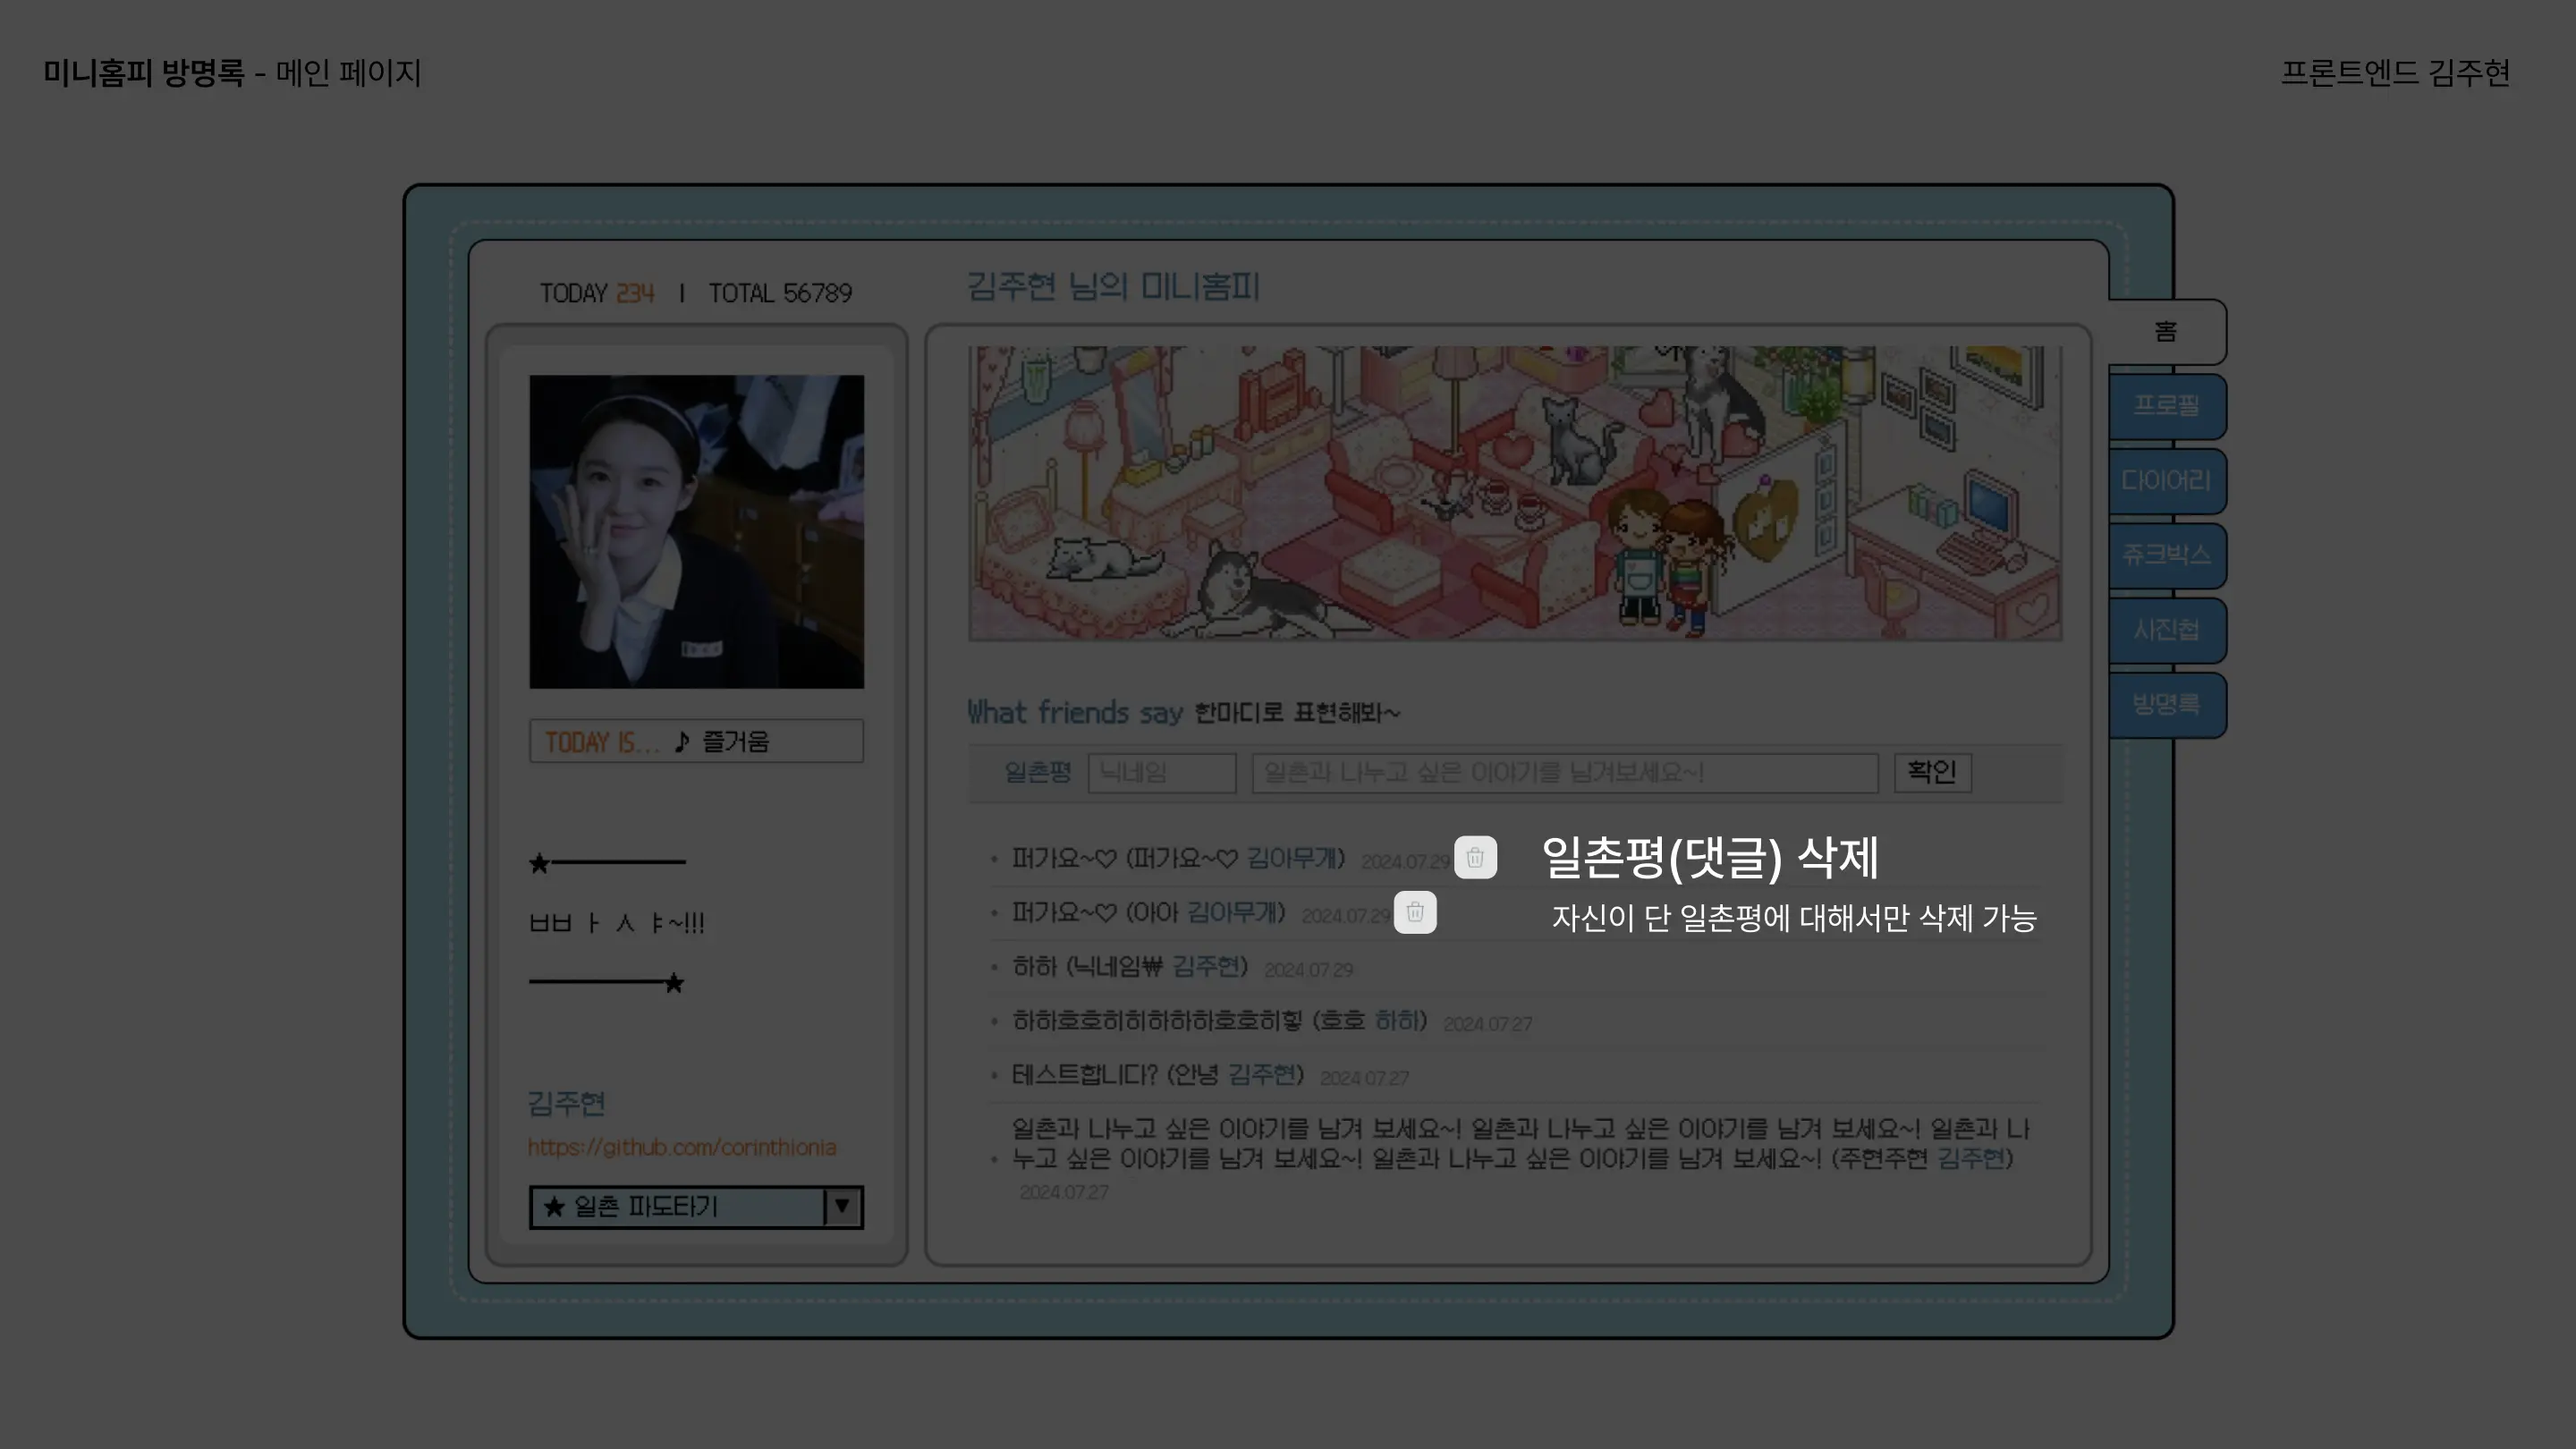 미니홈피 방명록 - 메인 페이지
프론트엔드 김주현
TODAY 234 | TOTAL 56789
김주현 님의 미니홈피
홈
프로필
다이어리
쥬크박스
사진첩
방명록
TODAY IS... ♪ 즐거움
★━━━━━━━
ㅂㅂ ㅏ ㅅ ㅑ~!!!
━━━━━━━★
김주현
https://github.com/corinthionia
★ 일촌 파도타기 ▼
What friends say 한마디로 표현해봐~
일촌평 닉네임 일촌과 나누고 싶은 이야기를 남겨보세요~! 확인
• 퍼가요~♡ (퍼가요~♡ 김아무개) 2024.07.29
일촌평(댓글) 삭제
• 퍼가요~♡ (아아 김아무개) 2024.07.29
자신이 단 일촌평에 대해서만 삭제 가능
• 하하 (닉네임₩ 김주현) 2024.07.29
• 하하호호히히하하하호호히힣 (호호 하하) 2024.07.27
• 테스트합니다? (안녕 김주현) 2024.07.27
일촌과 나누고 싶은 이야기를 남겨 보세요~! 일촌과 나누고 싶은 이야기를 남겨 보세요~! 일촌과 나
• 누고 싶은 이야기를 남겨 보세요~! 일촌과 나누고 싶은 이야기를 남겨 보세요~! (주현주현 김주현)
2024.07.27